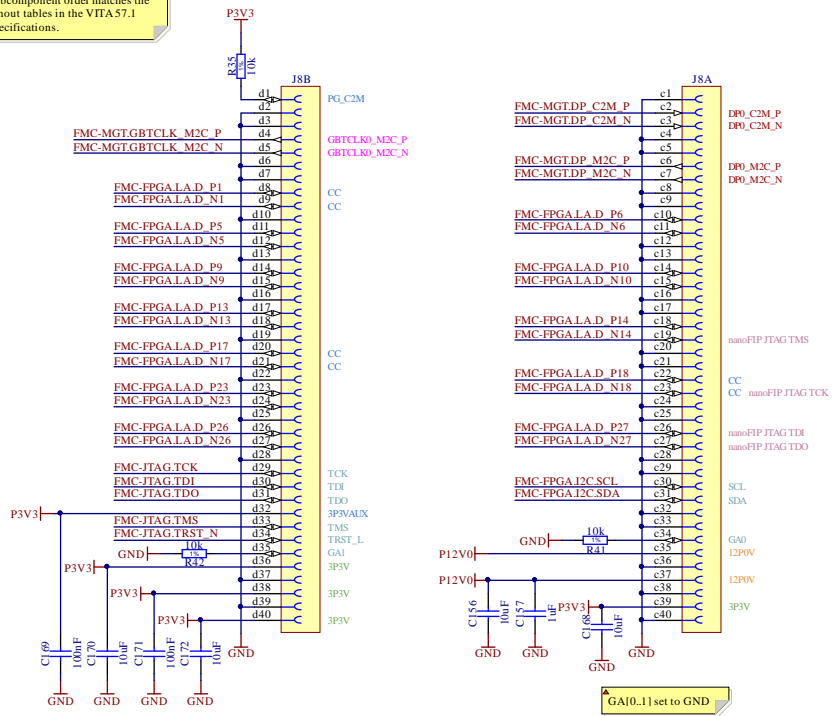 bcomponent order matches the
nout tables in the VITA 57.1
ecifications.
P3V3
R35
1%
10k
J8B
d1 PG_C2M
d2
d3
FMC-MGT.GBTCLK_M2C_P d4 GBTCLK0_M2C_P
FMC-MGT.GBTCLK_M2C_N d5 GBTCLK0_M2C_N
d6
d7
FMC-FPGA.LA.D_P1 d8 CC
FMC-FPGA.LA.D_N1 d9 CC
d10
FMC-FPGA.LA.D_P5 d11
FMC-FPGA.LA.D_N5 d12
d13
FMC-FPGA.LA.D_P9 d14
FMC-FPGA.LA.D_N9 d15
d16
FMC-FPGA.LA.D_P13 d17
FMC-FPGA.LA.D_N13 d18
d19
FMC-FPGA.LA.D_P17 d20 CC
FMC-FPGA.LA.D_N17 d21 CC
d22
FMC-FPGA.LA.D_P23 d23
FMC-FPGA.LA.D_N23 d24
d25
FMC-FPGA.LA.D_P26 d26
FMC-FPGA.LA.D_N26 d27
d28
FMC-JTAG.TCK d29 TCK
FMC-JTAG.TDI d30 TDI
FMC-JTAG.TDO d31 TDO
P3V3 d32 3P3VAUX
FMC-JTAG.TMS d33 TMS
FMC-JTAG.TRST_N d34 TRST_L
GND 10k 1% R42 d35 GA1
P3V3 d36 3P3V
d37
P3V3 d38 3P3V
d39
P3V3 d40 3P3V
C169 100nF
C170 10uF
C171 100nF
C172 10uF
GND
GND
GND
GND
GND
J8A
c1
FMC-MGT.DP_C2M_P c2 DP0_C2M_P
FMC-MGT.DP_C2M_N c3 DP0_C2M_N
c4
c5
FMC-MGT.DP_M2C_P c6 DP0_M2C_P
FMC-MGT.DP_M2C_N c7 DP0_M2C_N
c8
c9
FMC-FPGA.LA.D_P6 c10
FMC-FPGA.LA.D_N6 c11
c12
c13
FMC-FPGA.LA.D_P10 c14
FMC-FPGA.LA.D_N10 c15
c16
c17
FMC-FPGA.LA.D_P14 c18
FMC-FPGA.LA.D_N14 c19 nanoFIP JTAG TMS
c20
c21
FMC-FPGA.LA.D_P18 c22 CC
FMC-FPGA.LA.D_N18 c23 CC nanoFIP JTAG TCK
c24
c25
FMC-FPGA.LA.D_P27 c26 nanoFIP JTAG TDI
FMC-FPGA.LA.D_N27 c27 nanoFIP JTAG TDO
c28
c29
FMC-FPGA.I2C.SCL c30 SCL
FMC-FPGA.I2C.SDA c31 SDA
c32
c33
GND 10k 1% R41 c34 GA0
P12V0 c35 12P0V
c36
P12V0 c37 12P0V
c38
P3V3 c39 3P3V
c40
C156 10uF
C157 1uF
C168 10uF
GND
GND
GND
GND
GA[0..1] set to GND